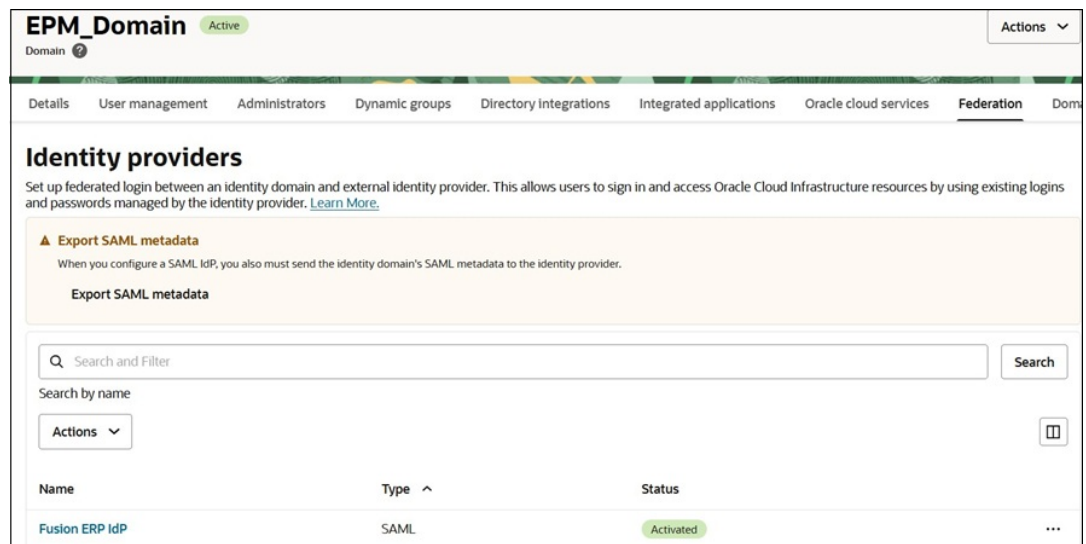 EPM_Domain Active Actions
Domain ?
Details User management Administrators Dynamic groups Directory integrations Integrated applications Oracle cloud services Federation Dom
Identity providers
Set up federated login between an identity domain and external identity provider. This allows users to sign in and access Oracle Cloud Infrastructure resources by using existing logins
and passwords managed by the identity provider. Learn More.
Export SAML metadata
When you configure a SAML IdP, you also must send the identity domain's SAML metadata to the identity provider.
Export SAML metadata
Search and Filter Search
Search by name
Actions
Name Type Status
Fusion ERP IdP SAML Activated ...